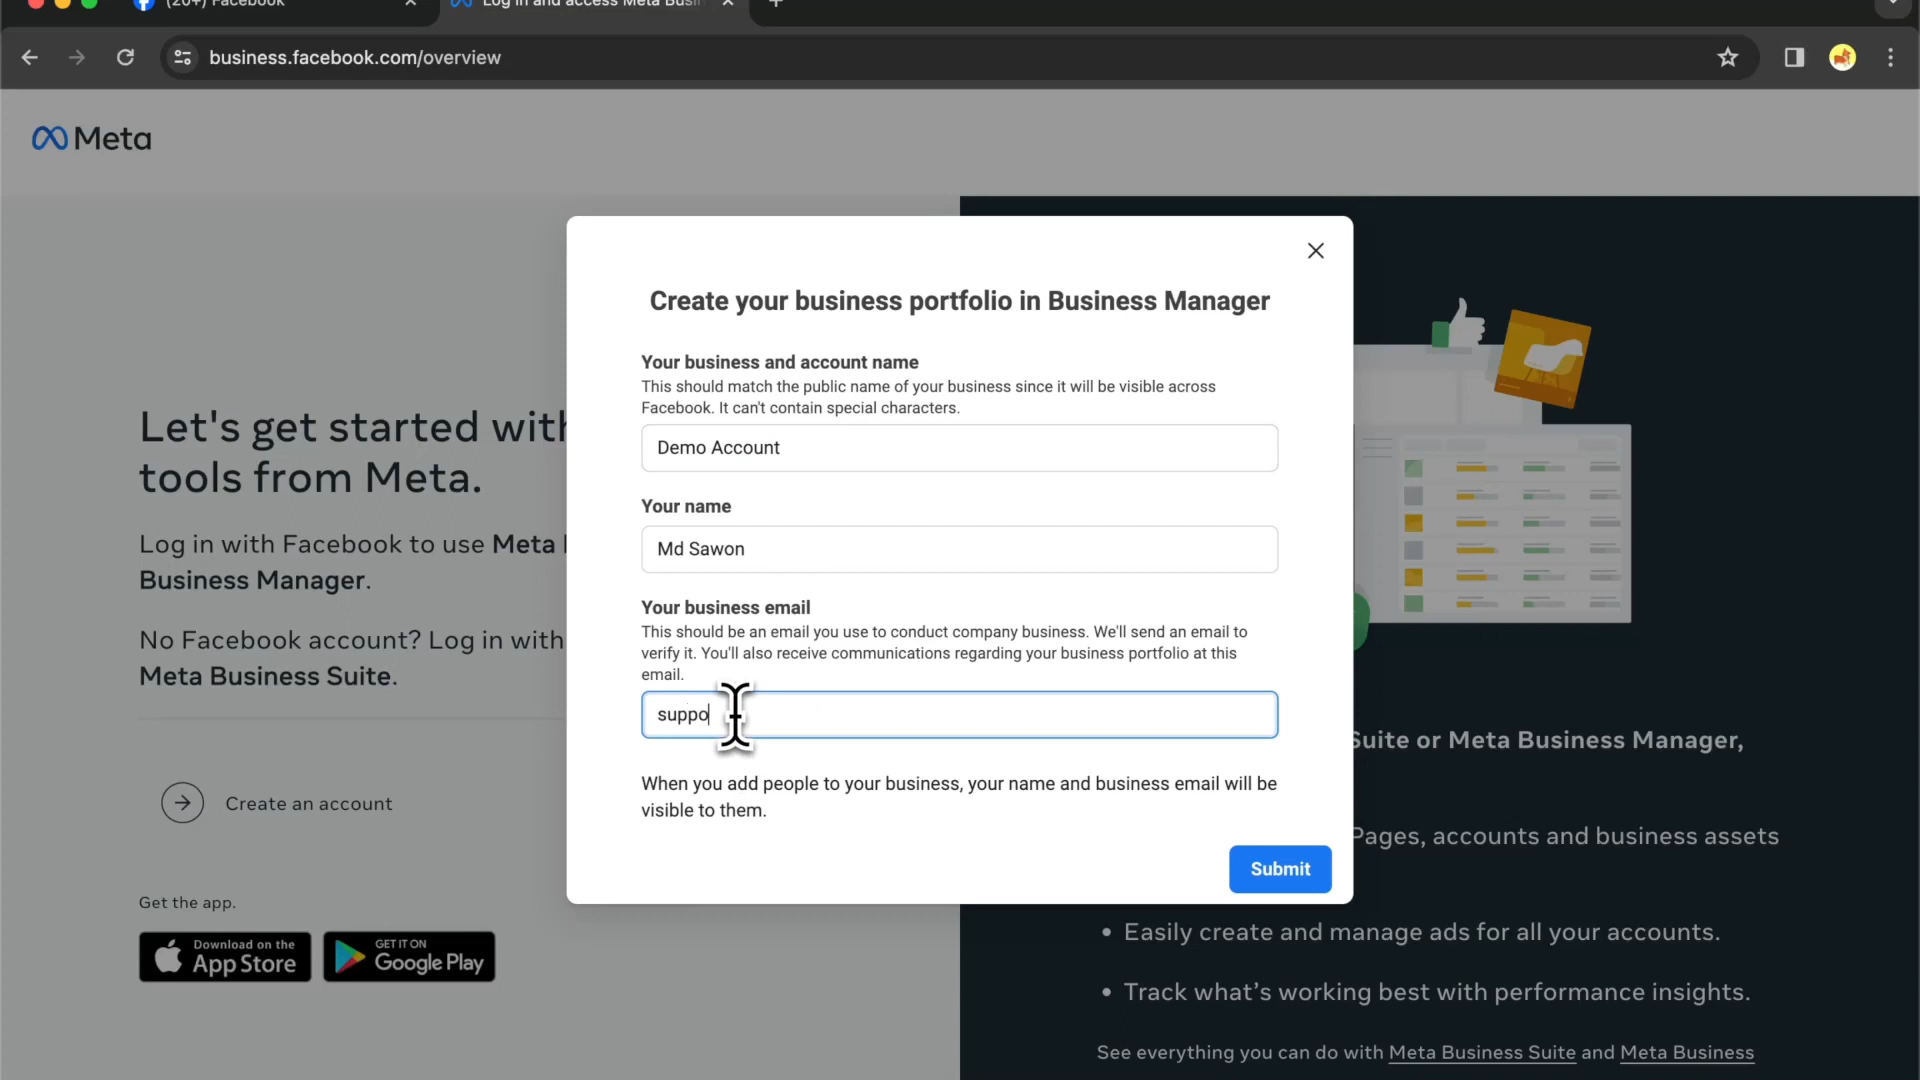 (20+) Facebook
Log in and access Meta Busin
business.facebook.com/overview
Meta
Let's get started with
tools from Meta.
Log in with Facebook to use Meta
Business Manager.
No Facebook account? Log in with
Meta Business Suite.
Create an account
Get the app.
Download on the
App Store
GET IT ON
Google Play
Create your business portfolio in Business Manager
Your business and account name
This should match the public name of your business since it will be visible across
Facebook. It can't contain special characters.
Demo Account
Your name
Md Sawon
Your business email
This should be an email you use to conduct company business. We'll send an email to
verify it. You'll also receive communications regarding your business portfolio at this
email.
suppo
When you add people to your business, your name and business email will be
visible to them.
Submit
Suite or Meta Business Manager,
Pages, accounts and business assets
• Easily create and manage ads for all your accounts.
• Track what’s working best with performance insights.
See everything you can do with Meta Business Suite and Meta Business